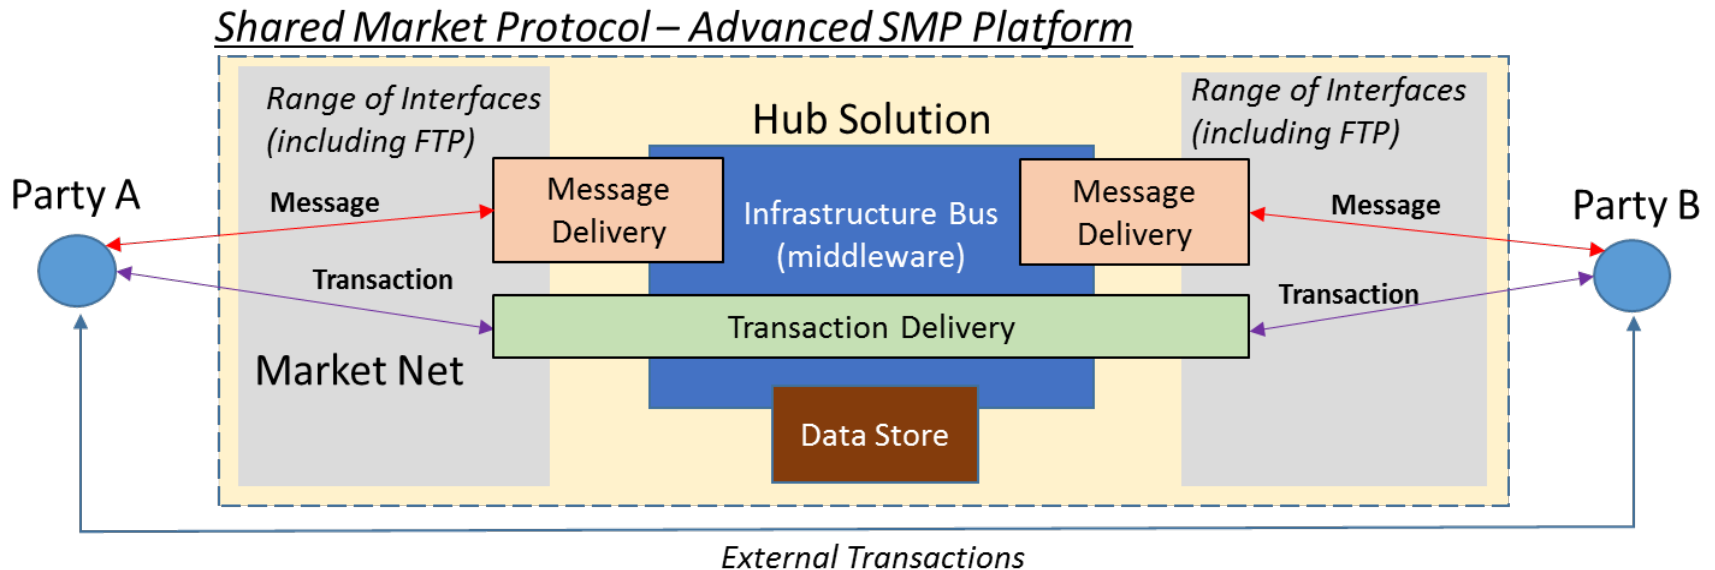 Shared Market Protocol – Advanced SMP Platform
Range of Interfaces
(including FTP)
Hub Solution
Range of Interfaces
(including FTP)
Party A
Message
Message
Delivery
Infrastructure Bus
(middleware)
Message
Delivery
Message
Party B
Transaction
Transaction Delivery
Transaction
Market Net
Data Store
External Transactions